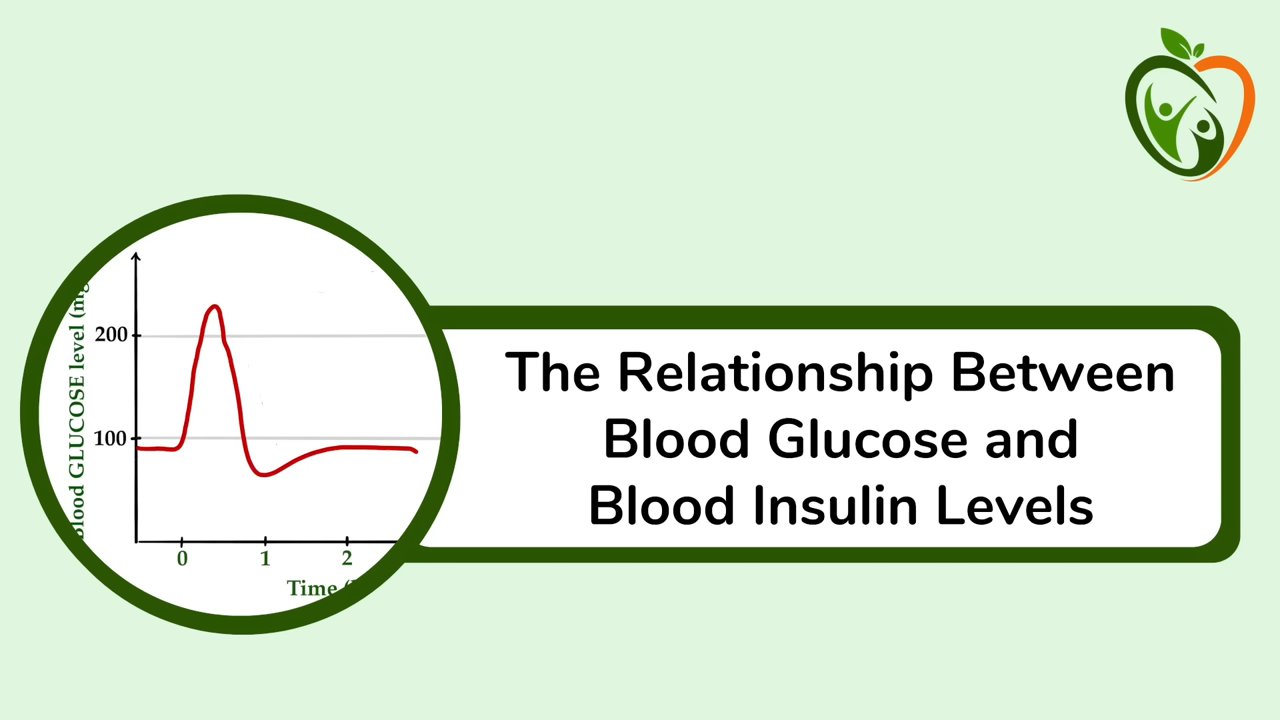 The Relationship Between
Blood Glucose and
Blood Insulin Levels
GLUCOSE level
200
100
0
1
2
Time